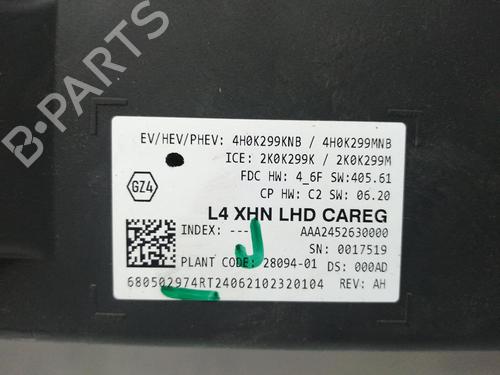 B-PARTS
EV/HEV/PHEV: 4H0K299KNB / 4H0K299MNB
ICE: 2K0K299K / 2K0K299M
FDC HW: 4_6F SW:405.61
CP HW: C2 SW: 06.20
GZ4
L4 XHN LHD CAREG
INDEX: ---
AAA2452630000
SN: 0017519
PLANT CODE: 28094-01 DS: 000AD
680502974RT24062102320104 REV: AH